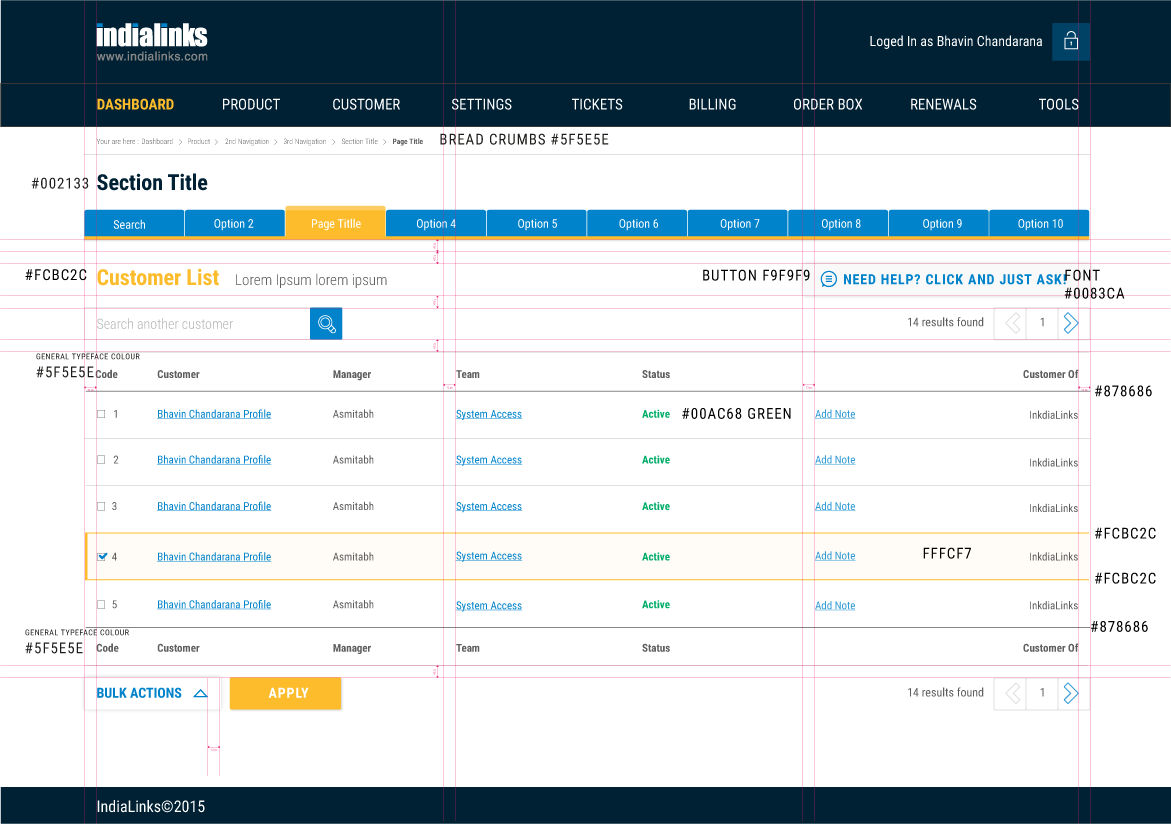 indialinks
www.indialinks.com
Loged In as Bhavin Chandarana
DASHBOARD PRODUCT CUSTOMER SETTINGS TICKETS BILLING ORDER BOX RENEWALS TOOLS
Your are here : Dashboard > Product > 2nd Navigation > 3rd Navigation > Section Title > Page Title BREAD CRUMBS #5F5E5E
#002133 Section Title
Search Option 2 Page Titlle Option 4 Option 5 Option 6 Option 7 Option 8 Option 9 Option 10
#FCBC2C Customer List Lorem Ipsum lorem ipsum BUTTON F9F9F9 NEED HELP? CLICK AND JUST ASK! FONT
#0083CA
Search another customer 14 results found 1
GENERAL TYPEFACE COLOUR
#5F5E5E Code Customer Manager Team Status Customer Of
#878686
1 Bhavin Chandarana Profile Asmitabh System Access Active #00AC68 GREEN Add Note InkdiaLinks
2 Bhavin Chandarana Profile Asmitabh System Access Active Add Note InkdiaLinks
3 Bhavin Chandarana Profile Asmitabh System Access Active Add Note InkdiaLinks
#FCBC2C
4 Bhavin Chandarana Profile Asmitabh System Access Active Add Note FFFCF7 InkdiaLinks
#FCBC2C
5 Bhavin Chandarana Profile Asmitabh System Access Active Add Note InkdiaLinks
#878686
GENERAL TYPEFACE COLOUR
#5F5E5E Code Customer Manager Team Status Customer Of
BULK ACTIONS APPLY 14 results found 1
IndiaLinks©2015